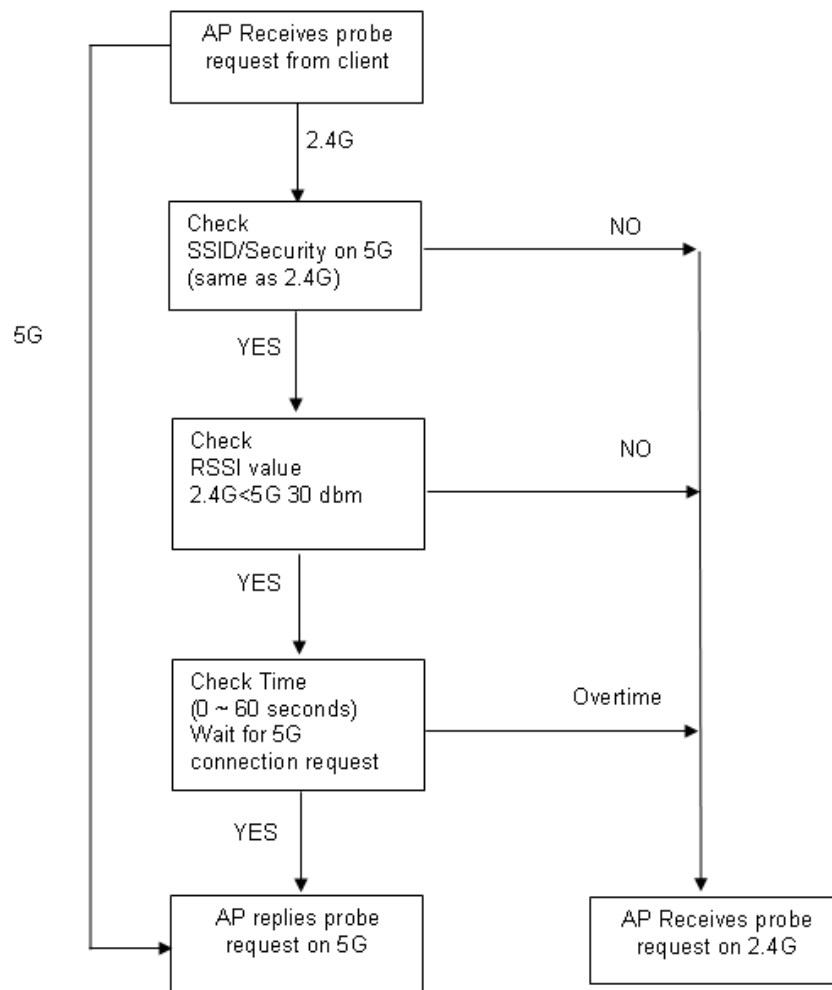 AP Receives probe
request from client
2.4G
Check
SSID/Security on 5G
(same as 2.4G)
NO
5G
YES
Check
RSSI value
2.4G<5G 30 dbm
NO
YES
Check Time
(0 ~ 60 seconds)
Wait for 5G
connection request
Overtime
YES
AP replies probe
request on 5G
AP Receives probe
request on 2.4G